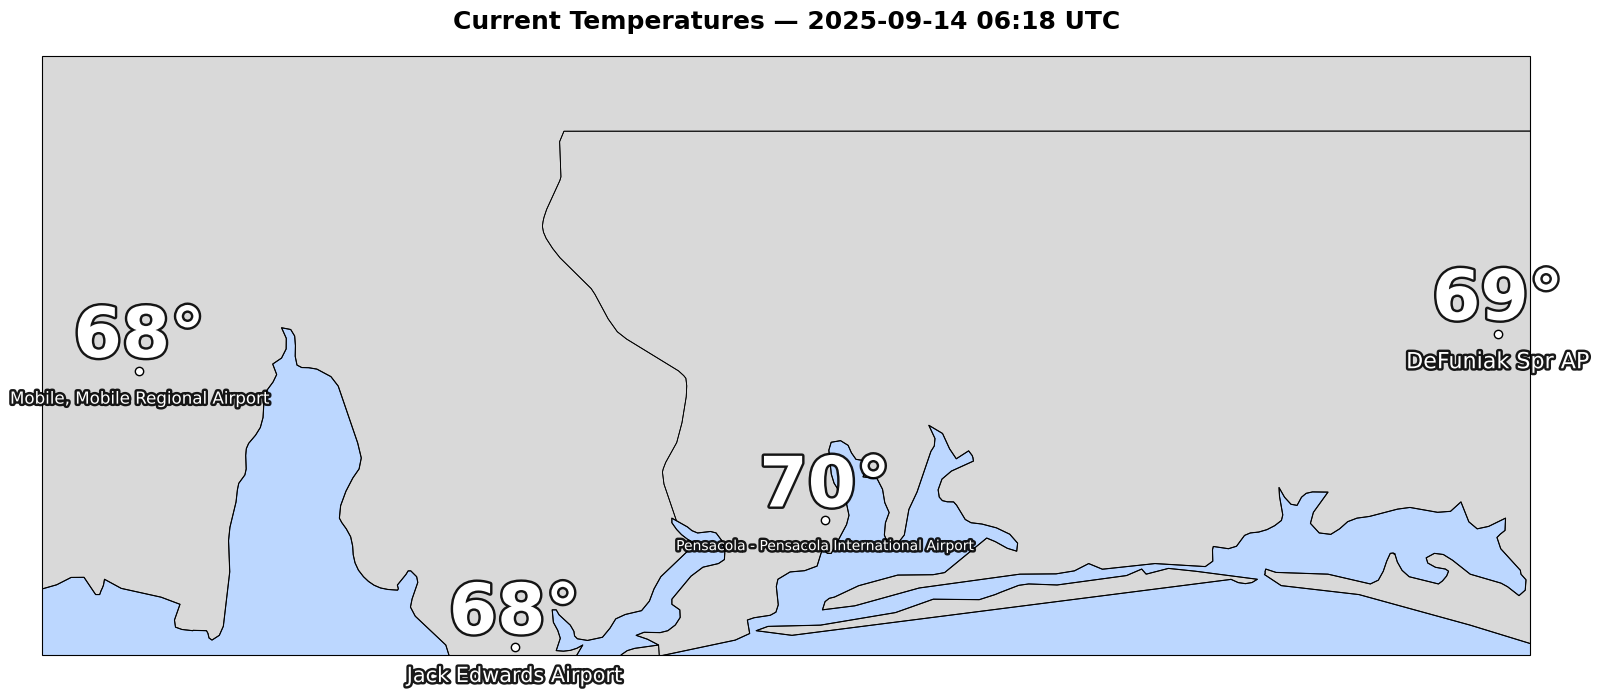 Current Temperatures — 2025-09-14 06:18 UTC
69°
DeFuniak Spr AP
68°
Mobile, Mobile Regional Airport
70°
Pensacola - Pensacola International Airport
68°
Jack Edwards Airport